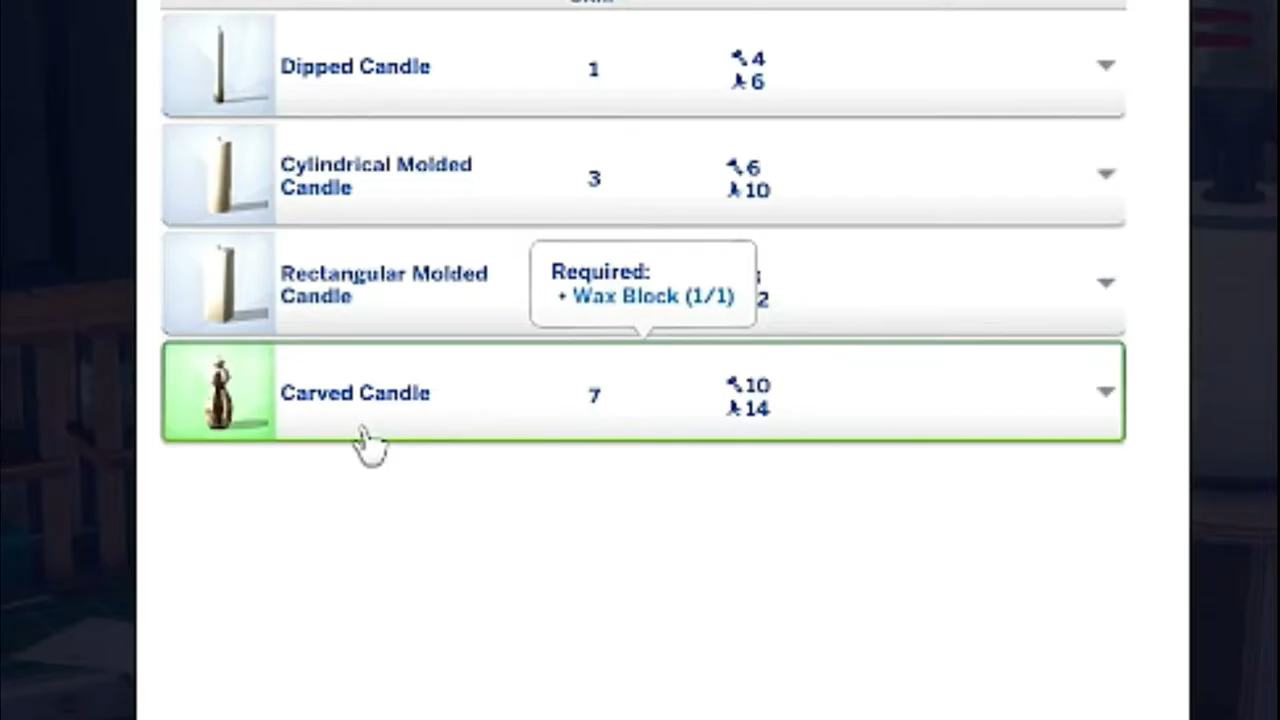 Dipped Candle
1
4
6
Cylindrical Molded
Candle
3
6
10
Rectangular Molded
Candle
Required:
• Wax Block (1/1)
2
Carved Candle
7
10
14